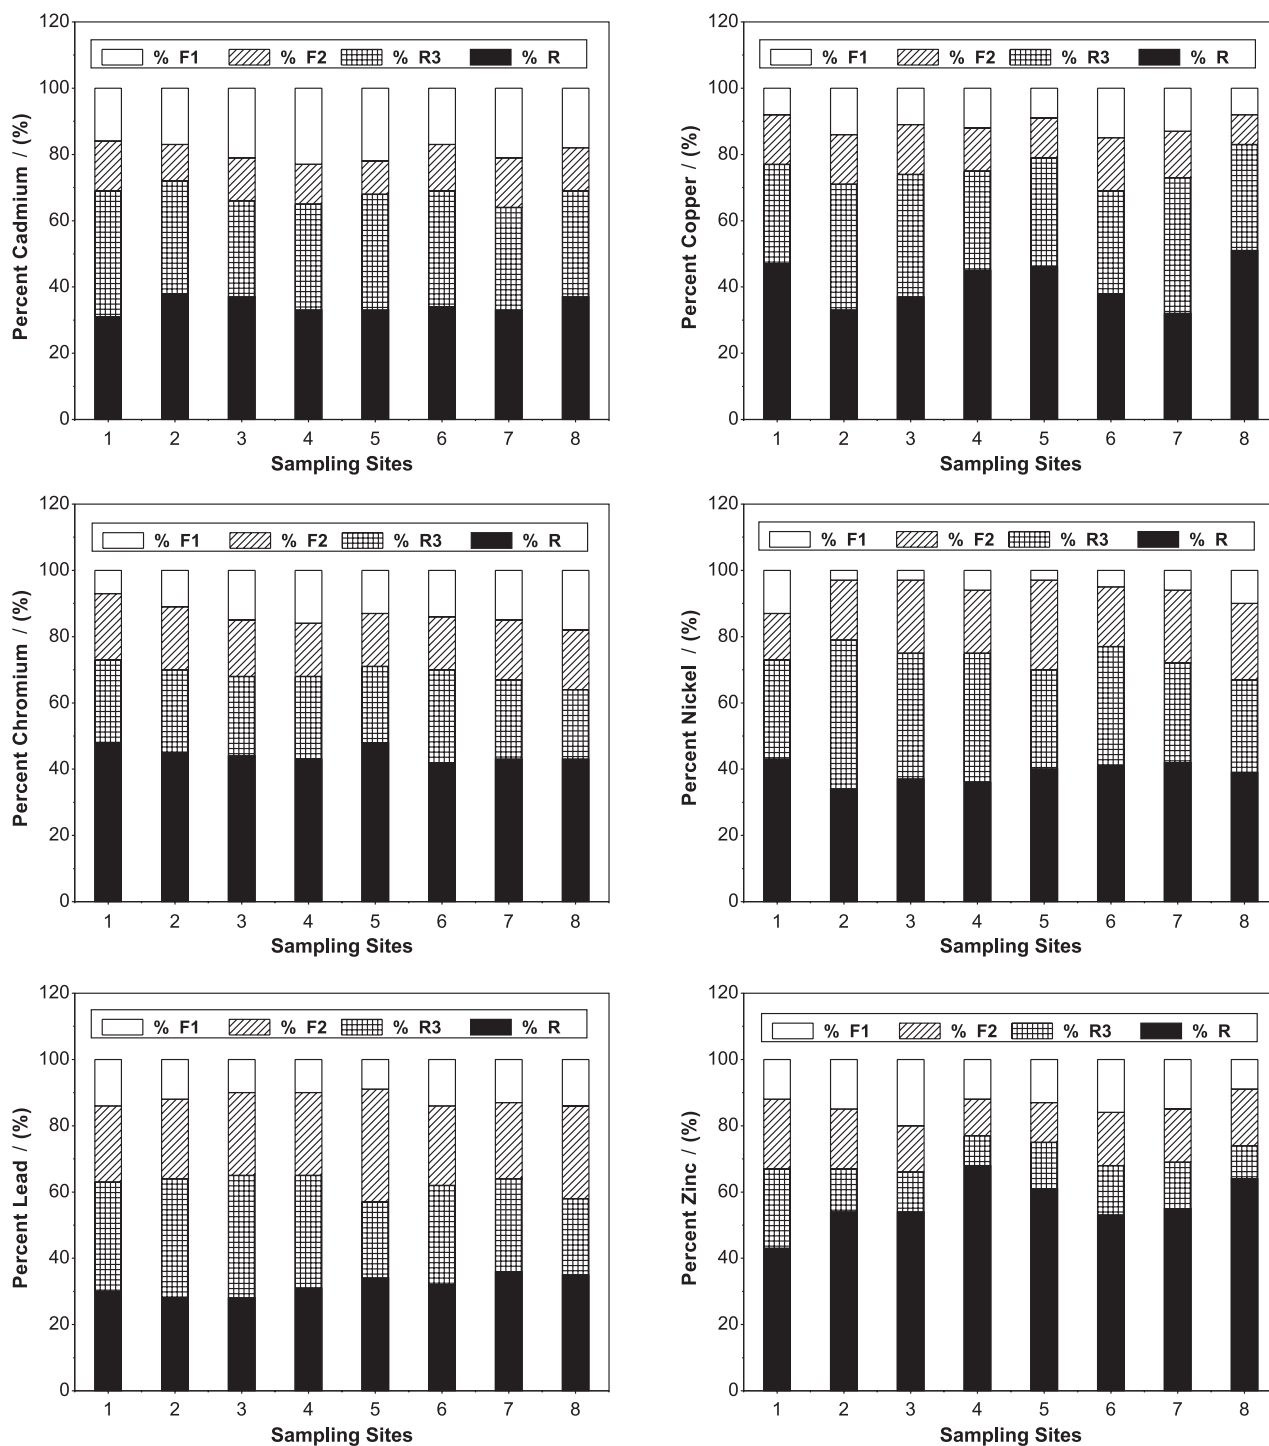 120
% F1 % F2 % R3 % R
100
80
60
40
20
0
Percent Cadmium / (%)
1 2 3 4 5 6 7 8
Sampling Sites
120
% F1 % F2 % R3 % R
100
80
60
40
20
0
Percent Copper / (%)
1 2 3 4 5 6 7 8
Sampling Sites
120
% F1 % F2 % R3 % R
100
80
60
40
20
0
Percent Chromium / (%)
1 2 3 4 5 6 7 8
Sampling Sites
120
% F1 % F2 % R3 % R
100
80
60
40
20
0
Percent Nickel / (%)
1 2 3 4 5 6 7 8
Sampling Sites
120
% F1 % F2 % R3 % R
100
80
60
40
20
0
Percent Lead / (%)
1 2 3 4 5 6 7 8
Sampling Sites
120
% F1 % F2 % R3 % R
100
80
60
40
20
0
Percent Zinc / (%)
1 2 3 4 5 6 7 8
Sampling Sites